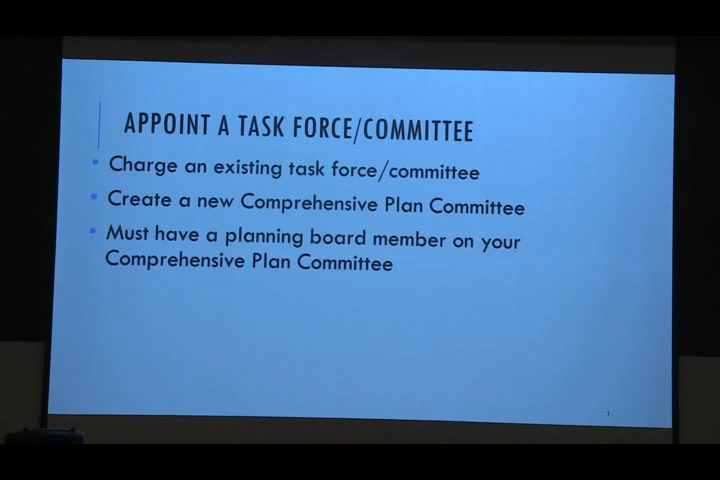 APPOINT A TASK FORCE/COMMITTEE
• Charge an existing task force/committee
• Create a new Comprehensive Plan Committee
• Must have a planning board member on your
Comprehensive Plan Committee